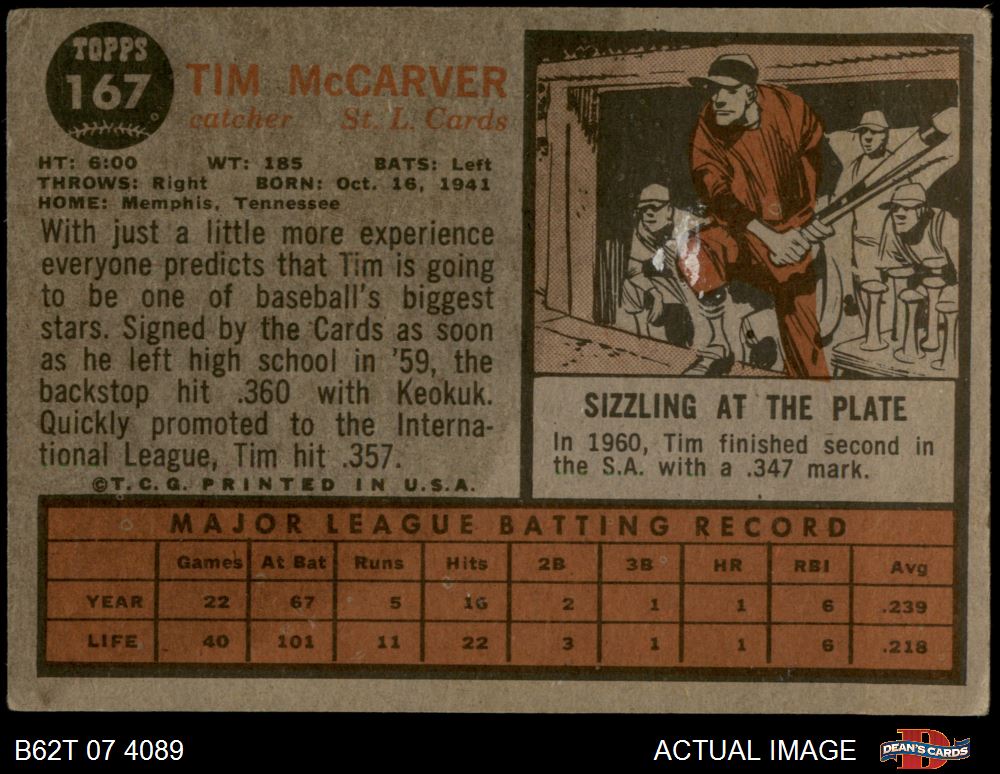 TOPPS
167
TIM McCARVER
catcher St. L. Cards
HT: 6:00 WT: 185 BATS: Left
THROWS: Right BORN: Oct. 16, 1941
HOME: Memphis, Tennessee
With just a little more experience
everyone predicts that Tim is going
to be one of baseball's biggest
stars. Signed by the Cards as soon
as he left high school in '59, the
backstop hit .360 with Keokuk.
Quickly promoted to the Interna-
tional League, Tim hit .357.
©T.C.G. PRINTED IN U.S.A.
SIZZLING AT THE PLATE
In 1960, Tim finished second in
the S.A. with a .347 mark.
MAJOR LEAGUE BATTING RECORD
Games At Bat Runs Hits 2B 3B HR RBI Avg
YEAR 22 67 5 16 2 1 1 6 .239
LIFE 40 101 11 22 3 1 1 6 .218
B62T 07 4089 ACTUAL IMAGE DEAN'S CARDS